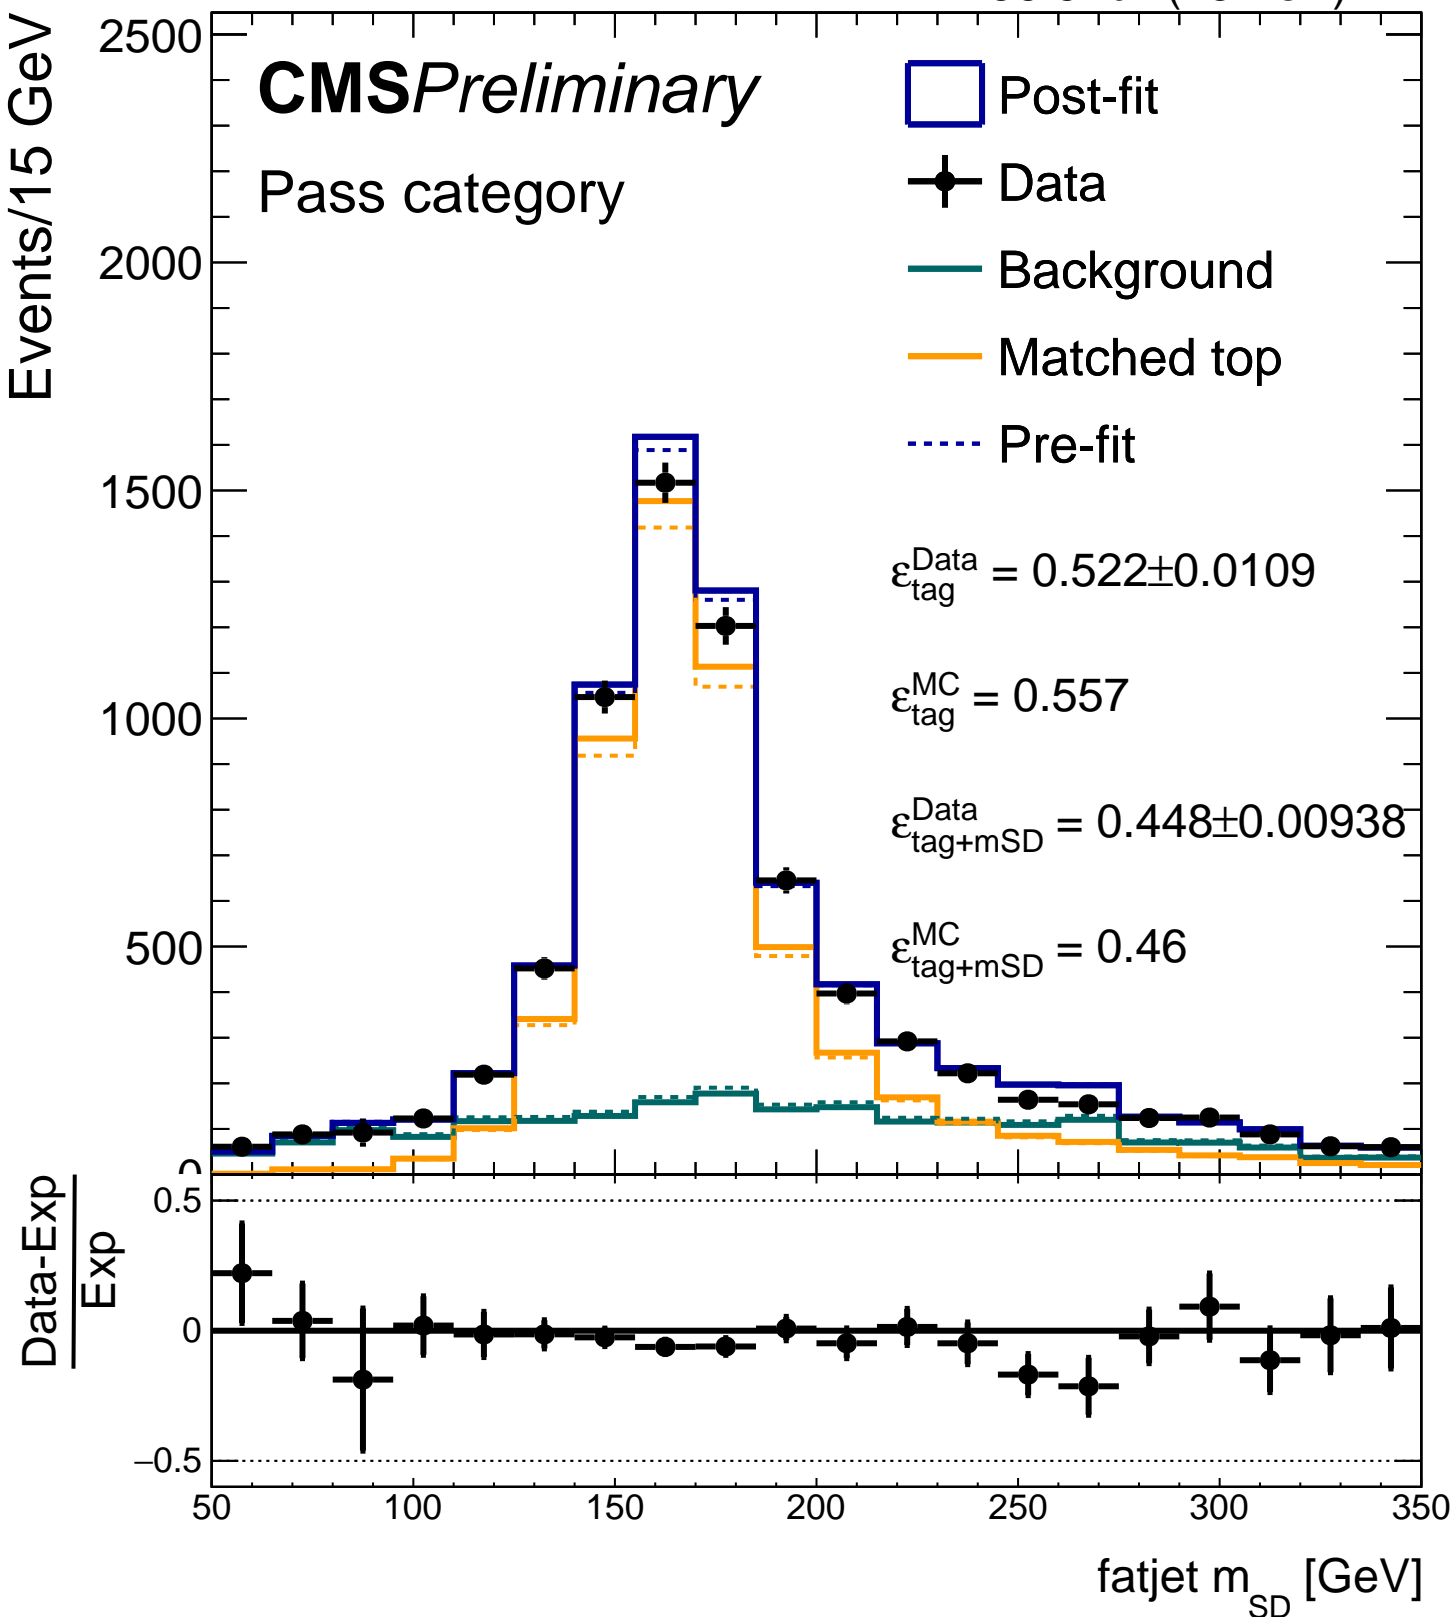 CMS Preliminary
Pass category
Post-fit
Data
Background
Matched top
Pre-fit
ε_tag^Data = 0.522±0.0109
ε_tag^MC = 0.557
ε_tag+mSD^Data = 0.448±0.00938
ε_tag+mSD^MC = 0.46
Events/15 GeV
2500
2000
1500
1000
500
0
Data-Exp
Exp
0.5
0
−0.5
50 100 150 200 250 300 350
fatjet m_SD [GeV]